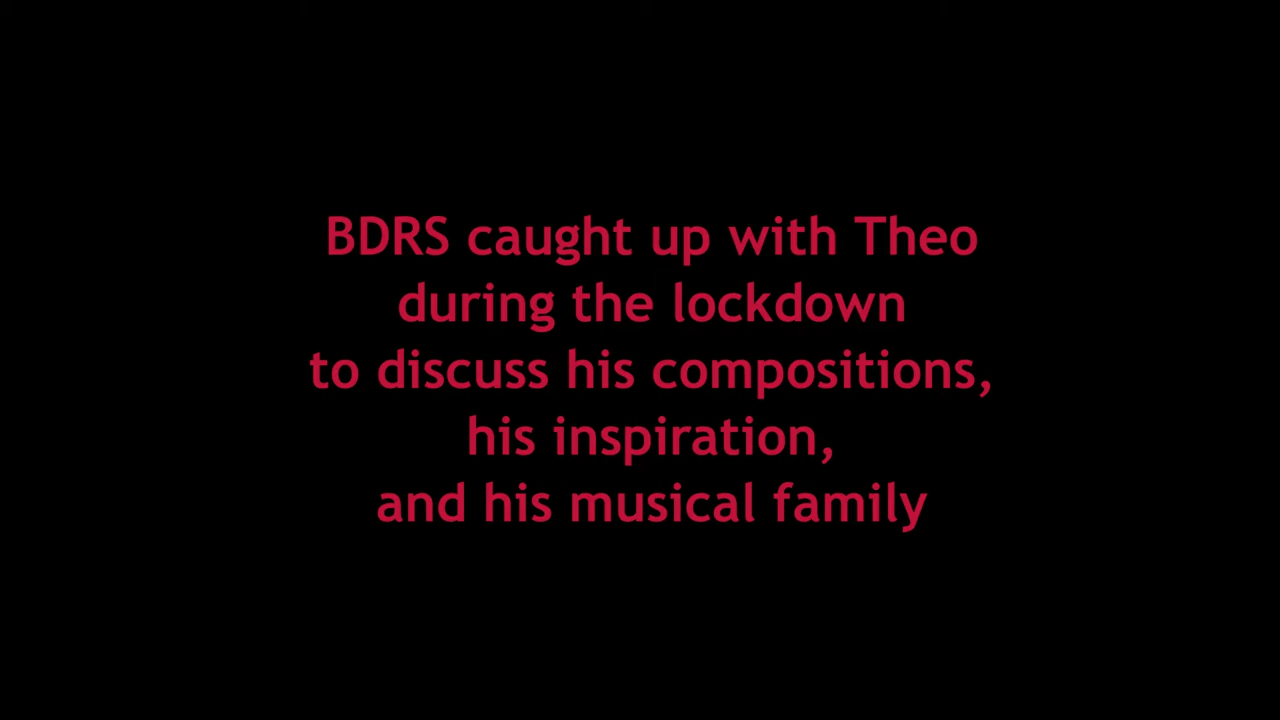 BDRS caught up with Theo
during the lockdown
to discuss his compositions,
his inspiration,
and his musical family